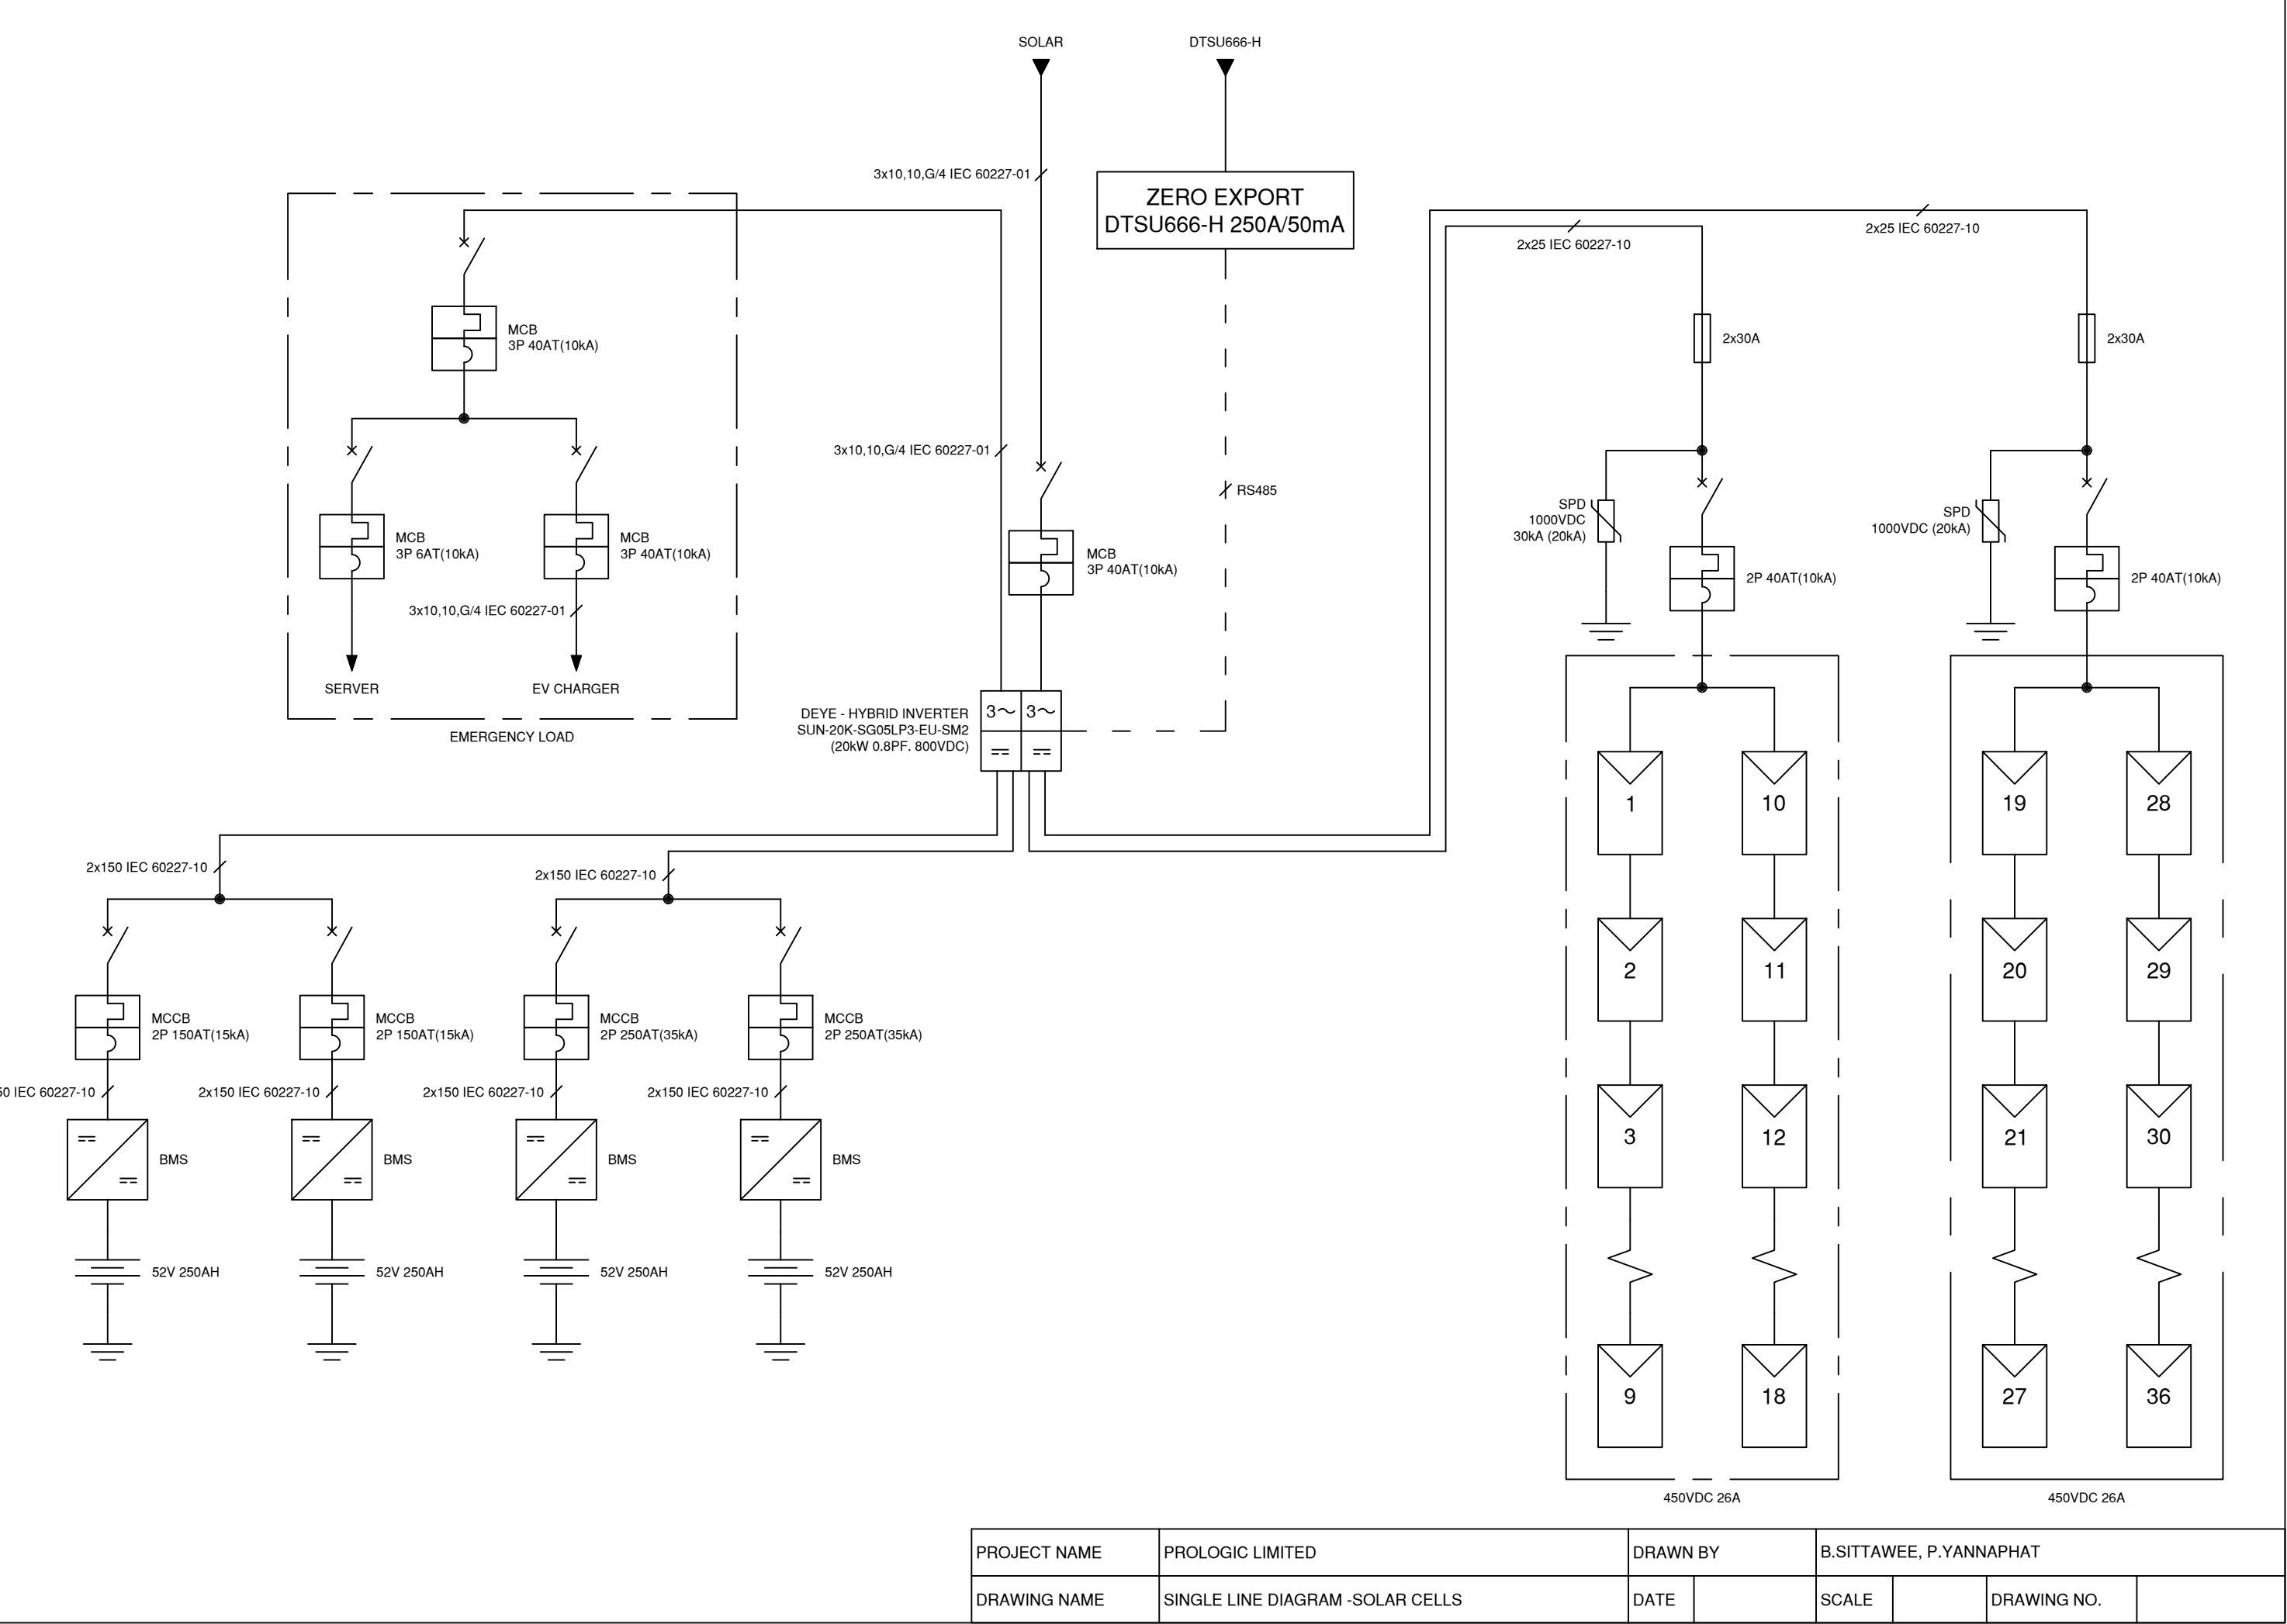 SOLAR
DTSU666-H
3x10,10,G/4 IEC 60227-01
ZERO EXPORT
DTSU666-H 250A/50mA
2x25 IEC 60227-10
2x25 IEC 60227-10
MCB
3P 40AT(10kA)
2x30A
2x30A
3x10,10,G/4 IEC 60227-01
RS485
SPD
1000VDC
30kA (20kA)
SPD
1000VDC (20kA)
MCB
3P 6AT(10kA)
MCB
3P 40AT(10kA)
MCB
3P 40AT(10kA)
2P 40AT(10kA)
2P 40AT(10kA)
3x10,10,G/4 IEC 60227-01
SERVER
EV CHARGER
EMERGENCY LOAD
DEYE - HYBRID INVERTER
SUN-20K-SG05LP3-EU-SM2
(20kW 0.8PF. 800VDC)
3~
3~
1
10
19
28
2x150 IEC 60227-10
2x150 IEC 60227-10
2
11
20
29
MCCB
2P 150AT(15kA)
MCCB
2P 150AT(15kA)
MCCB
2P 250AT(35kA)
MCCB
2P 250AT(35kA)
50 IEC 60227-10
2x150 IEC 60227-10
2x150 IEC 60227-10
2x150 IEC 60227-10
3
12
21
30
BMS
BMS
BMS
BMS
52V 250AH
52V 250AH
52V 250AH
52V 250AH
9
18
27
36
450VDC 26A
450VDC 26A
PROJECT NAME
PROLOGIC LIMITED
DRAWN BY
B.SITTAWEE, P.YANNAPHAT
DRAWING NAME
SINGLE LINE DIAGRAM -SOLAR CELLS
DATE
SCALE
DRAWING NO.